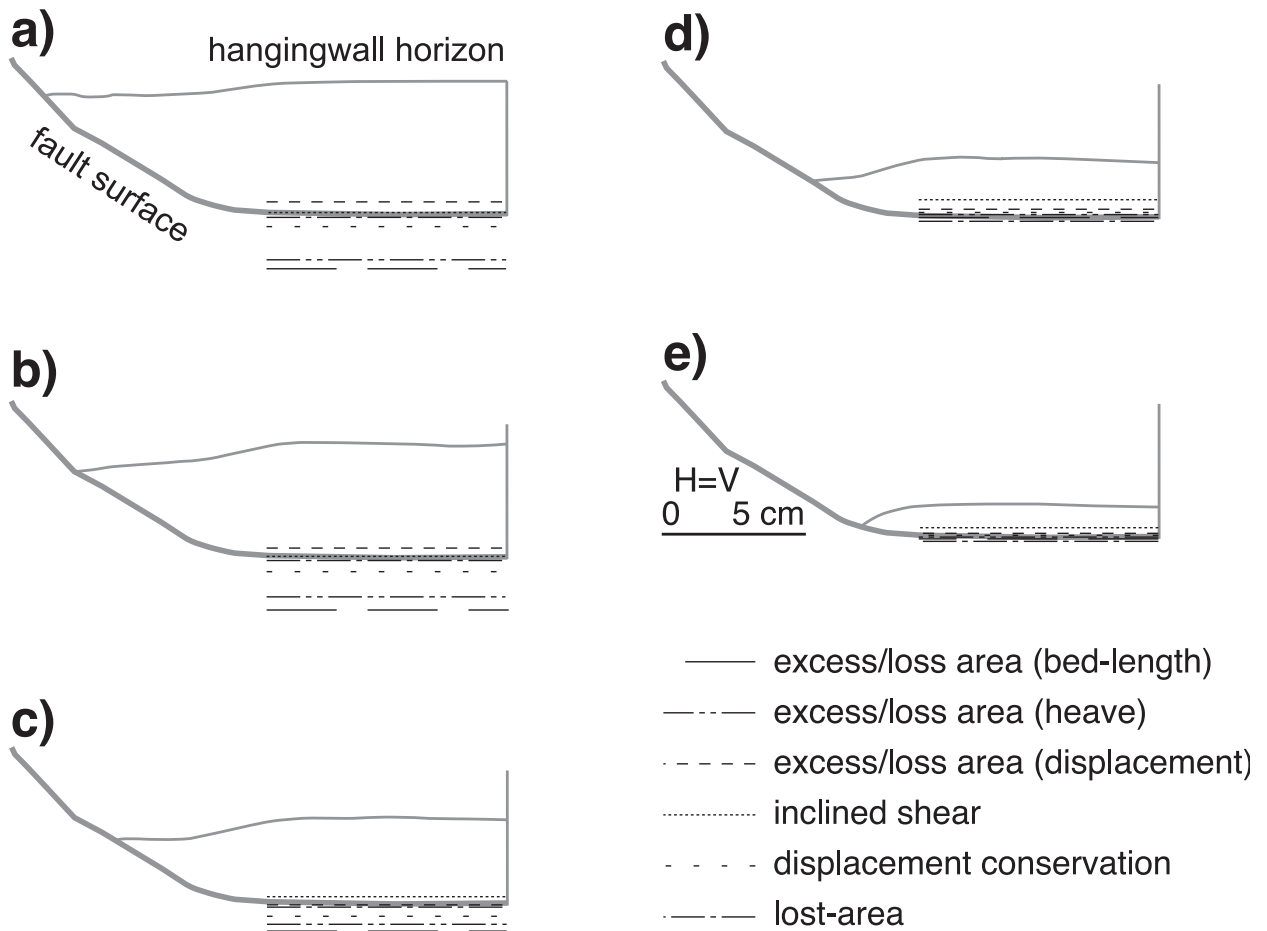 a)
hangingwall horizon
fault surface
b)
c)
d)
e)
H=V
0 5 cm
excess/loss area (bed-length)
excess/loss area (heave)
excess/loss area (displacement)
inclined shear
displacement conservation
lost-area